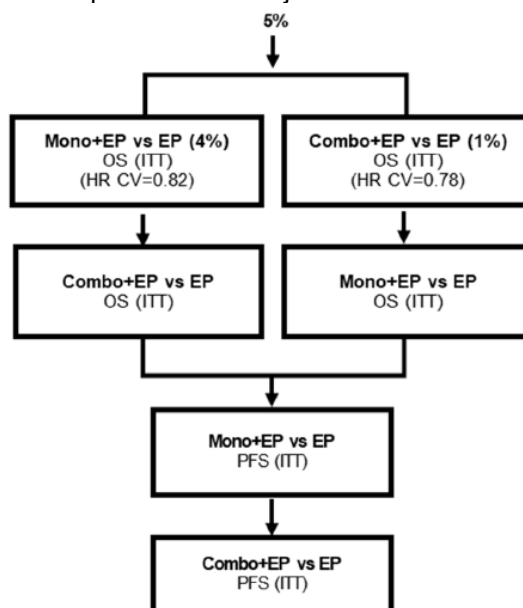 5%
Mono+EP vs EP (4%)
OS (ITT)
(HR CV=0.82)
Combo+EP vs EP (1%)
OS (ITT)
(HR CV=0.78)
Combo+EP vs EP
OS (ITT)
Mono+EP vs EP
OS (ITT)
Mono+EP vs EP
PFS (ITT)
Combo+EP vs EP
PFS (ITT)